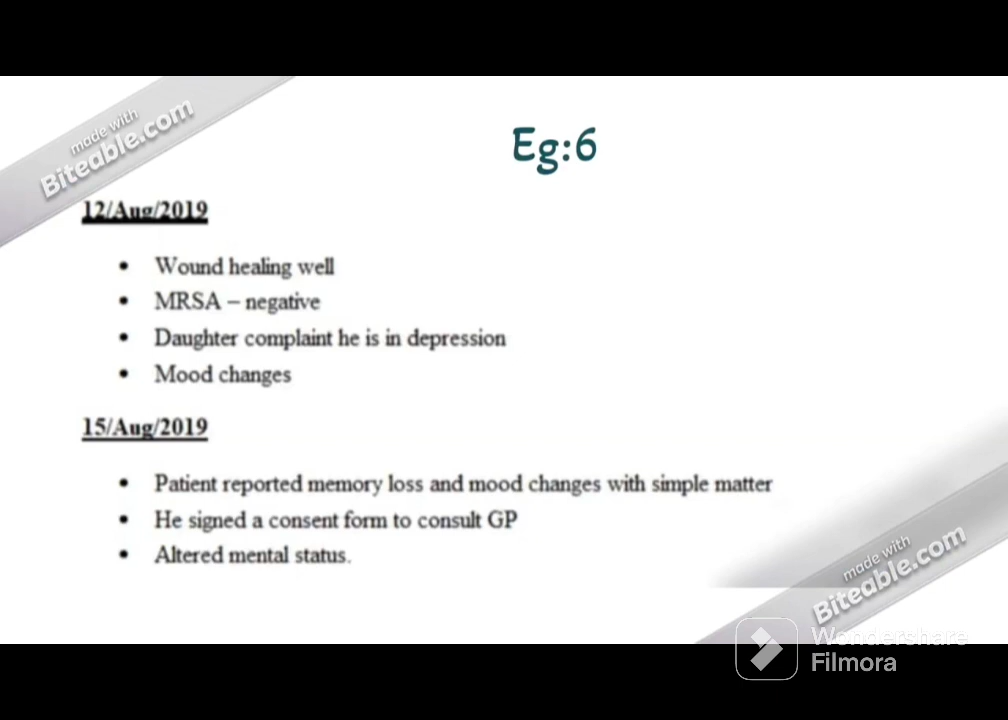 made with
Biteable.com
Eg:6
12/Aug/2019
• Wound healing well
• MRSA – negative
• Daughter complaint he is in depression
• Mood changes
15/Aug/2019
• Patient reported memory loss and mood changes with simple matter
• He signed a consent form to consult GP
• Altered mental status.
made with
Biteable.com
Wondershare
Filmora